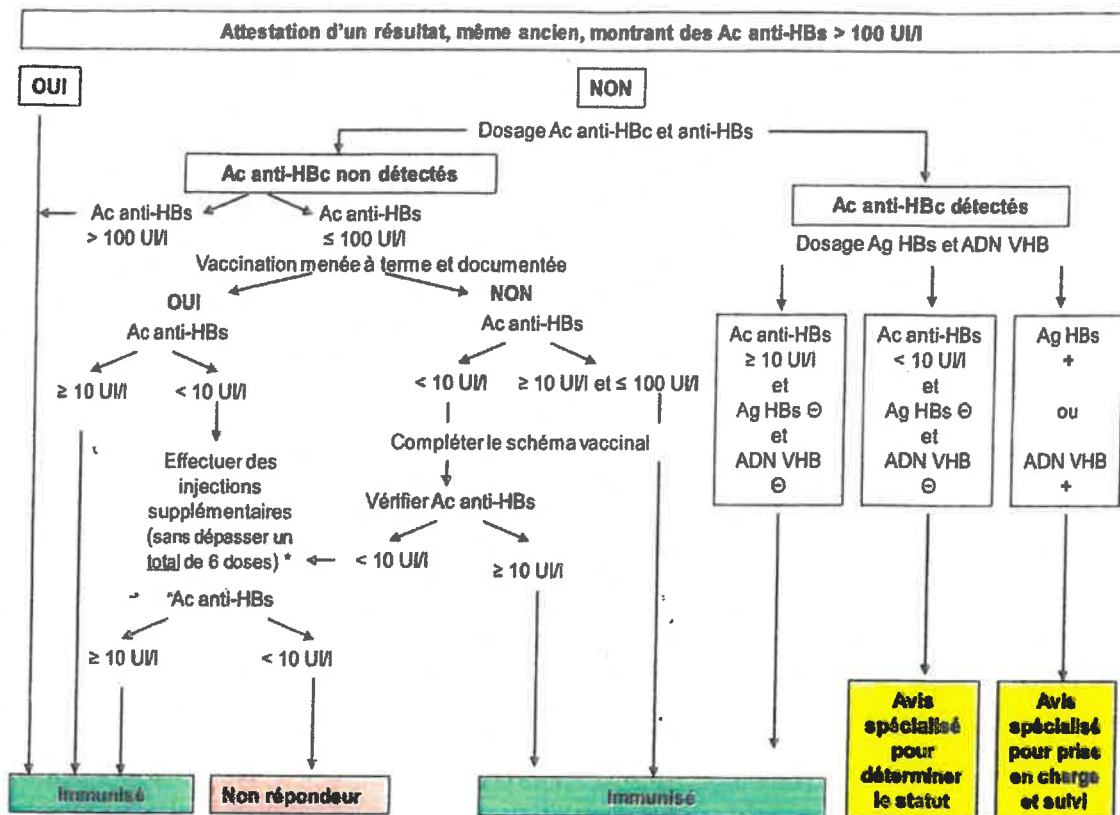 Attestation d'un résultat, même ancien, montrant des Ac anti-HBs > 100 UI/l
OUI
NON
Dosage Ac anti-HBc et anti-HBs
Ac anti-HBc non détectés
Ac anti-HBs
> 100 UI/l
Ac anti-HBs
≤ 100 UI/l
Vaccination menée à terme et documentée
OUI
Ac anti-HBs
≥ 10 UI/l
< 10 UI/l
Effectuer des
injections
supplémentaires
(sans dépasser un
total de 6 doses) *
Ac anti-HBs
≥ 10 UI/l
< 10 UI/l
NON
Ac anti-HBs
< 10 UI/l
≥ 10 UI/l et ≤ 100 UI/l
Compléter le schéma vaccinal
Vérifier Ac anti-HBs
< 10 UI/l
≥ 10 UI/l
Ac anti-HBc détectés
Dosage Ag HBs et ADN VHB
Ac anti-HBs
≥ 10 UI/l
et
Ag HBs ⊖
et
ADN VHB
⊖
Ac anti-HBs
< 10 UI/l
et
Ag HBs ⊖
et
ADN VHB
⊖
Ag HBs
+
ou
ADN VHB
+
Immunisé
Non répondeur
Immunisé
Avis
spécialisé
pour
déterminer
le statut
Avis
spécialisé
pour prise
en charge
et suivi